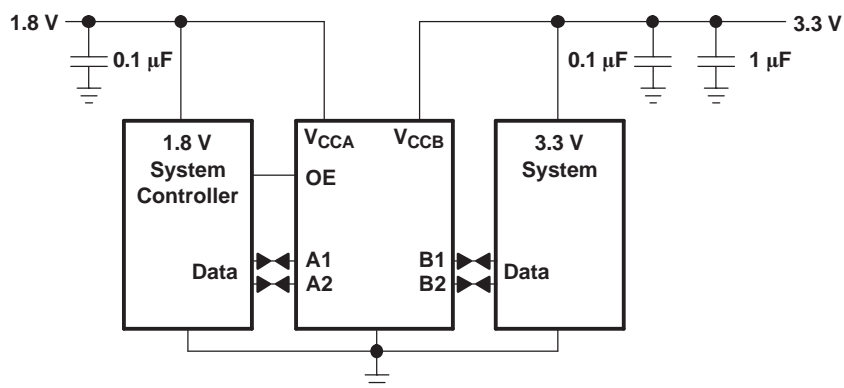 1.8 V
3.3 V
0.1 μF
0.1 μF
1 μF
1.8 V
System
Controller
Data
VCCA
VCCB
OE
A1
A2
B1
B2
3.3 V
System
Data